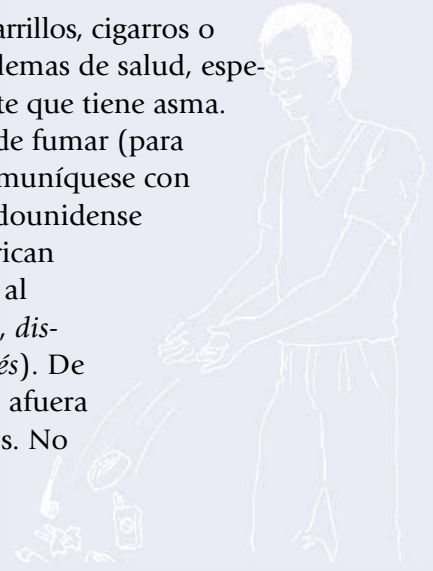 arrillos, cigarros o
lemas de salud, espe-
te que tiene asma.
de fumar (para
muníquese con
dounidense
rican
al
, dis-
és). De
afuera
s. No